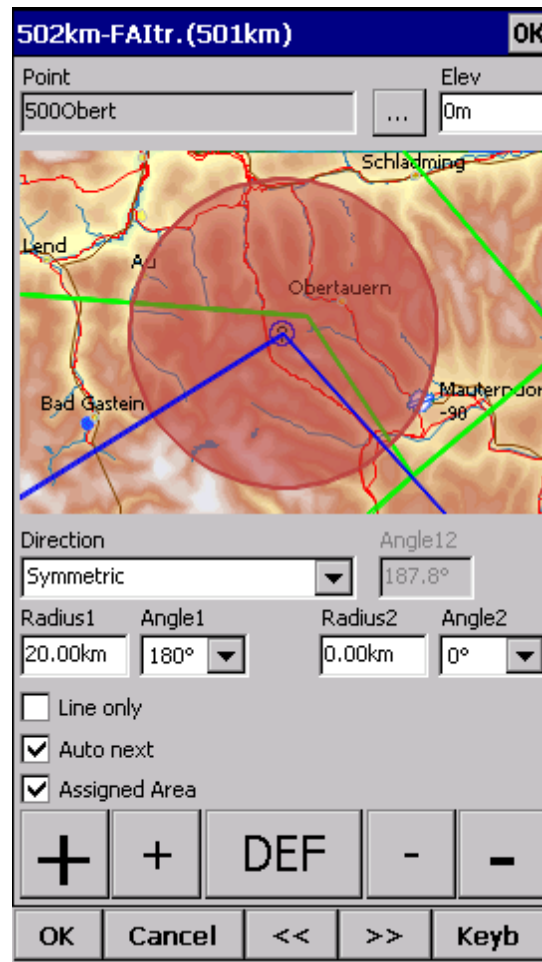 502km-FAItr.(501km) OK
Point Elev
500Obert ... 0m
Schladming
Lend
Au
Obertauern
Bad Gastein
Mauterndor
-90
Direction Angle12
Symmetric 187.8°
Radius1 Angle1 Radius2 Angle2
20.00km 180° 0.00km 0°
Line only
Auto next
Assigned Area
+ + DEF - -
OK Cancel << >> Keyb